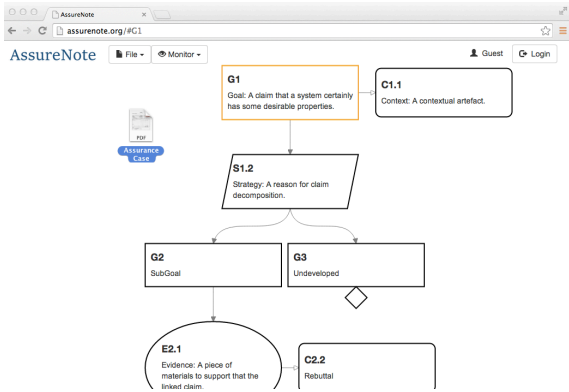 AssureNote
assurenote.org/#G1
AssureNote
File
Monitor
Guest
Login
G1
Goal: A claim that a system certainly
has some desirable properties.
C1.1
Context: A contextual artefact.
PDF
Assurance
Case
S1.2
Strategy: A reason for claim
decomposition.
G2
SubGoal
G3
Undeveloped
E2.1
Evidence: A piece of
materials to support that the
linked claim.
C2.2
Rebuttal